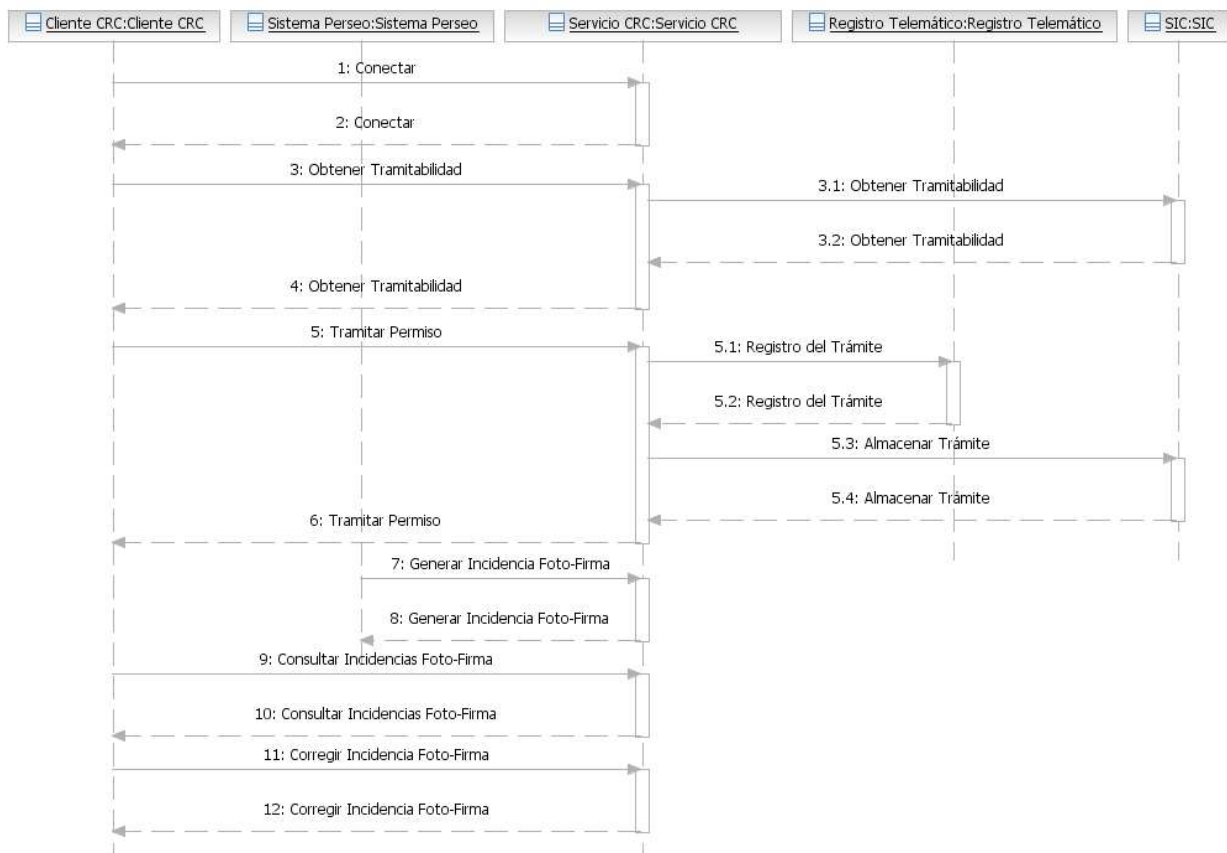 Cliente CRC:Cliente CRC
Sistema Perseo:Sistema Perseo
Servicio CRC:Servicio CRC
Registro Telemático:Registro Telemático
SIC:SIC
1: Conectar
2: Conectar
3: Obtener Tramitabilidad
3.1: Obtener Tramitabilidad
3.2: Obtener Tramitabilidad
4: Obtener Tramitabilidad
5: Tramitar Permiso
5.1: Registro del Trámite
5.2: Registro del Trámite
5.3: Almacenar Trámite
5.4: Almacenar Trámite
6: Tramitar Permiso
7: Generar Incidencia Foto-Firma
8: Generar Incidencia Foto-Firma
9: Consultar Incidencias Foto-Firma
10: Consultar Incidencias Foto-Firma
11: Corregir Incidencia Foto-Firma
12: Corregir Incidencia Foto-Firma